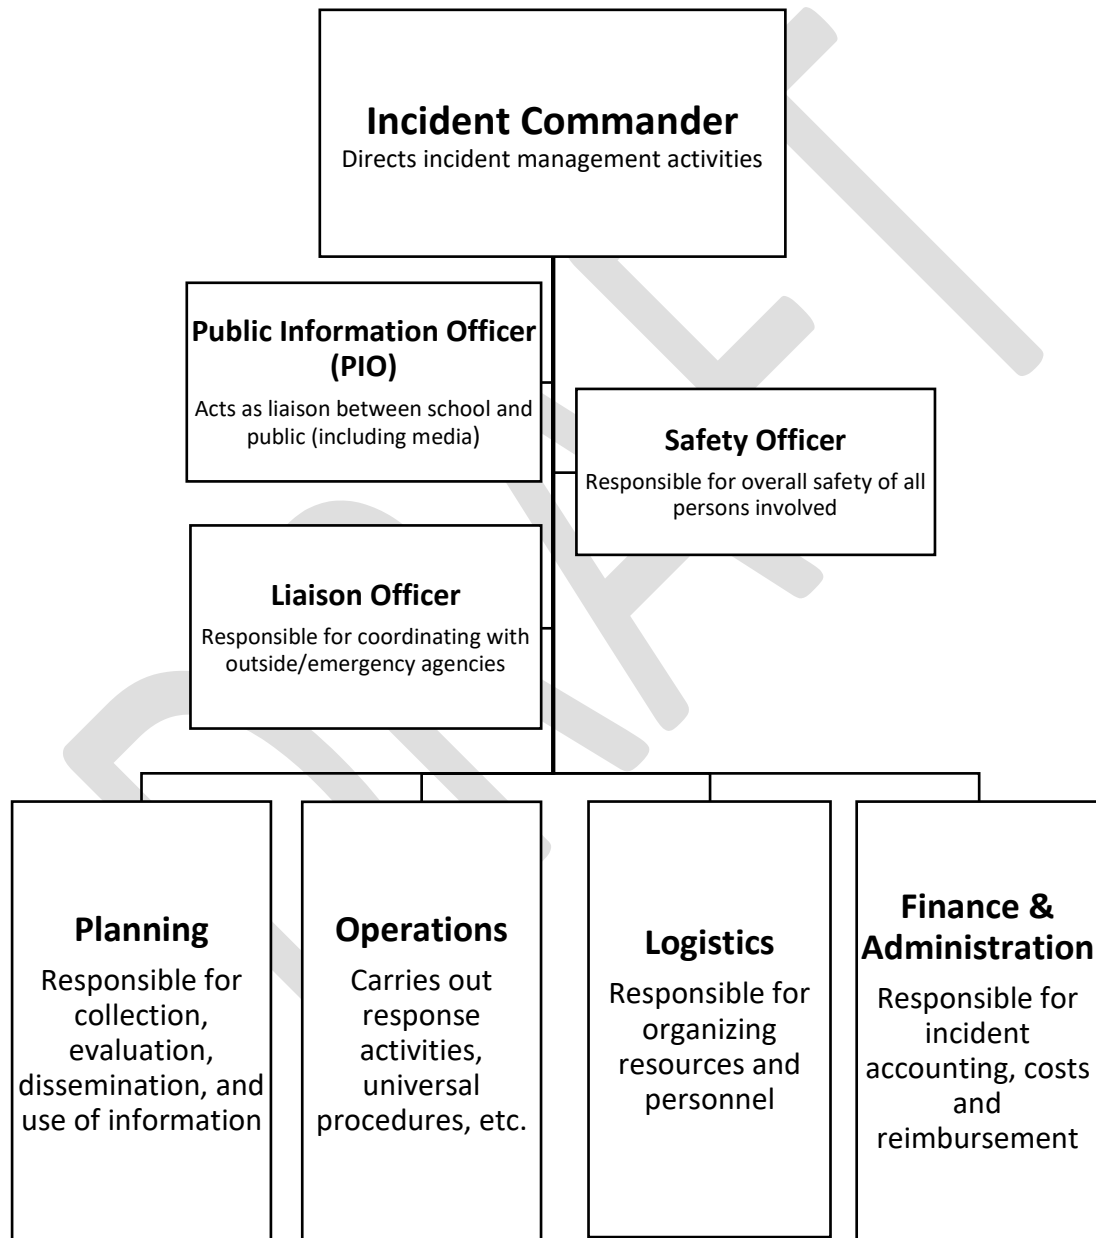 Incident Commander
Directs incident management activities
Public Information Officer
(PIO)
Acts as liaison between school and
public (including media)
Safety Officer
Responsible for overall safety of all
persons involved
Liaison Officer
Responsible for coordinating with
outside/emergency agencies
Planning
Responsible for
collection,
evaluation,
dissemination, and
use of information
Operations
Carries out
response
activities,
universal
procedures, etc.
Logistics
Responsible for
organizing
resources and
personnel
Finance &
Administration
Responsible for
incident
accounting, costs
and
reimbursement
DRAFT